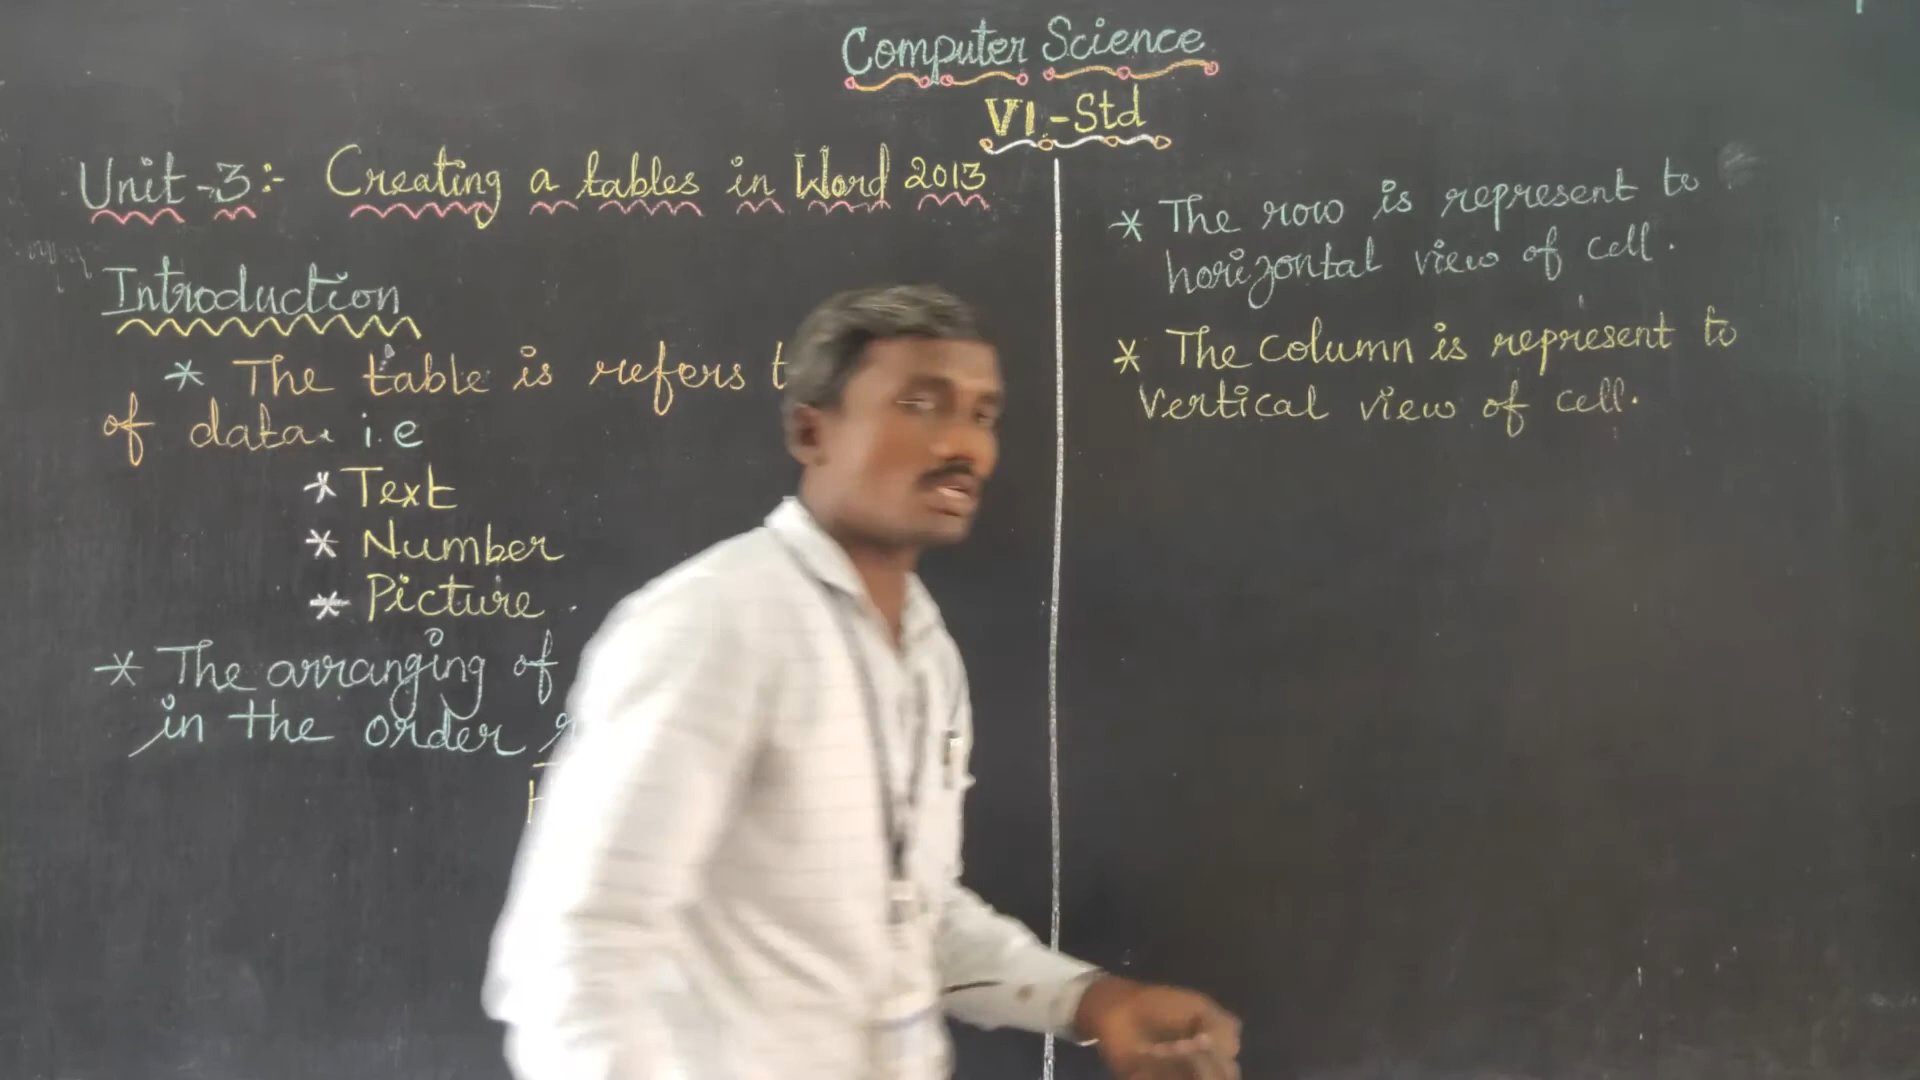 Computer Science
VI-Std
Unit-3:- Creating a tables in Word 2013
Introduction
* The table is refers
of data. i.e
* Text
* Number
* Picture
* The arranging of
in the order
* The row is represent to
horizontal view of cell.
* The column is represent to
Vertical view of cell.